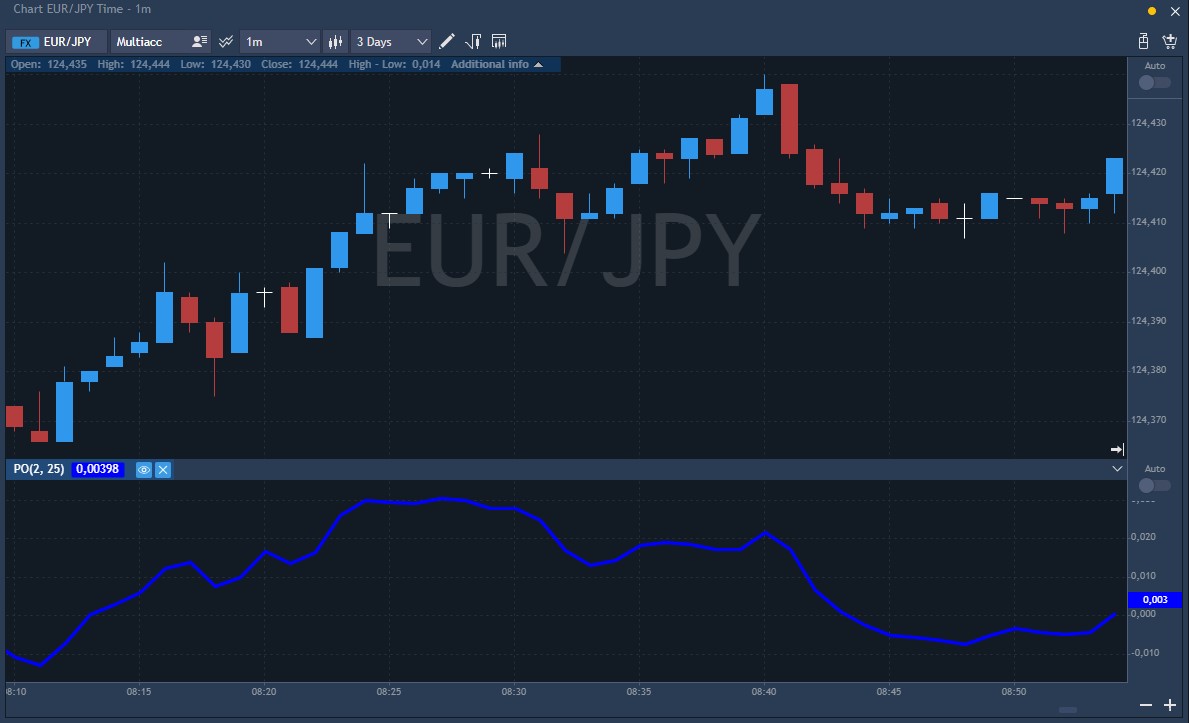 Chart EUR/JPY Time - 1m
FX EUR/JPY Multiacc 1m 3 Days
Open: 124,435 High: 124,444 Low: 124,430 Close: 124,444 High - Low: 0,014 Additional info
Auto
EUR/JPY
124,430
124,420
124,410
124,400
124,390
124,380
124,370
PO(2, 25) 0,00398
Auto
0,020
0,010
0,003
0,000
-0,010
08:15 08:20 08:25 08:30 08:35 08:40 08:45 08:50